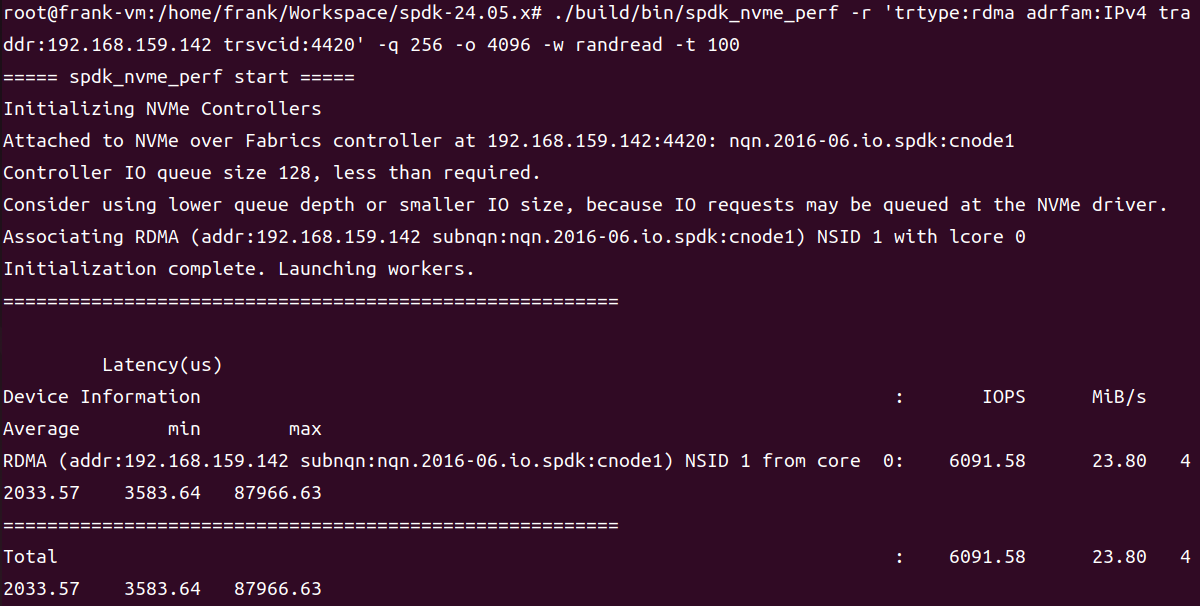 root@frank-vm:/home/frank/Workspace/spdk-24.05.x# ./build/bin/spdk_nvme_perf -r 'trtype:rdma adrfam:IPv4 tra
ddr:192.168.159.142 trsvcid:4420' -q 256 -o 4096 -w randread -t 100
===== spdk_nvme_perf start =====
Initializing NVMe Controllers
Attached to NVMe over Fabrics controller at 192.168.159.142:4420: nqn.2016-06.io.spdk:cnode1
Controller IO queue size 128, less than required.
Consider using lower queue depth or smaller IO size, because IO requests may be queued at the NVMe driver.
Associating RDMA (addr:192.168.159.142 subnqn:nqn.2016-06.io.spdk:cnode1) NSID 1 with lcore 0
Initialization complete. Launching workers.
========================================================
Latency(us)
Device Information : IOPS MiB/s
Average min max
RDMA (addr:192.168.159.142 subnqn:nqn.2016-06.io.spdk:cnode1) NSID 1 from core 0: 6091.58 23.80 4
2033.57 3583.64 87966.63
========================================================
Total : 6091.58 23.80 4
2033.57 3583.64 87966.63